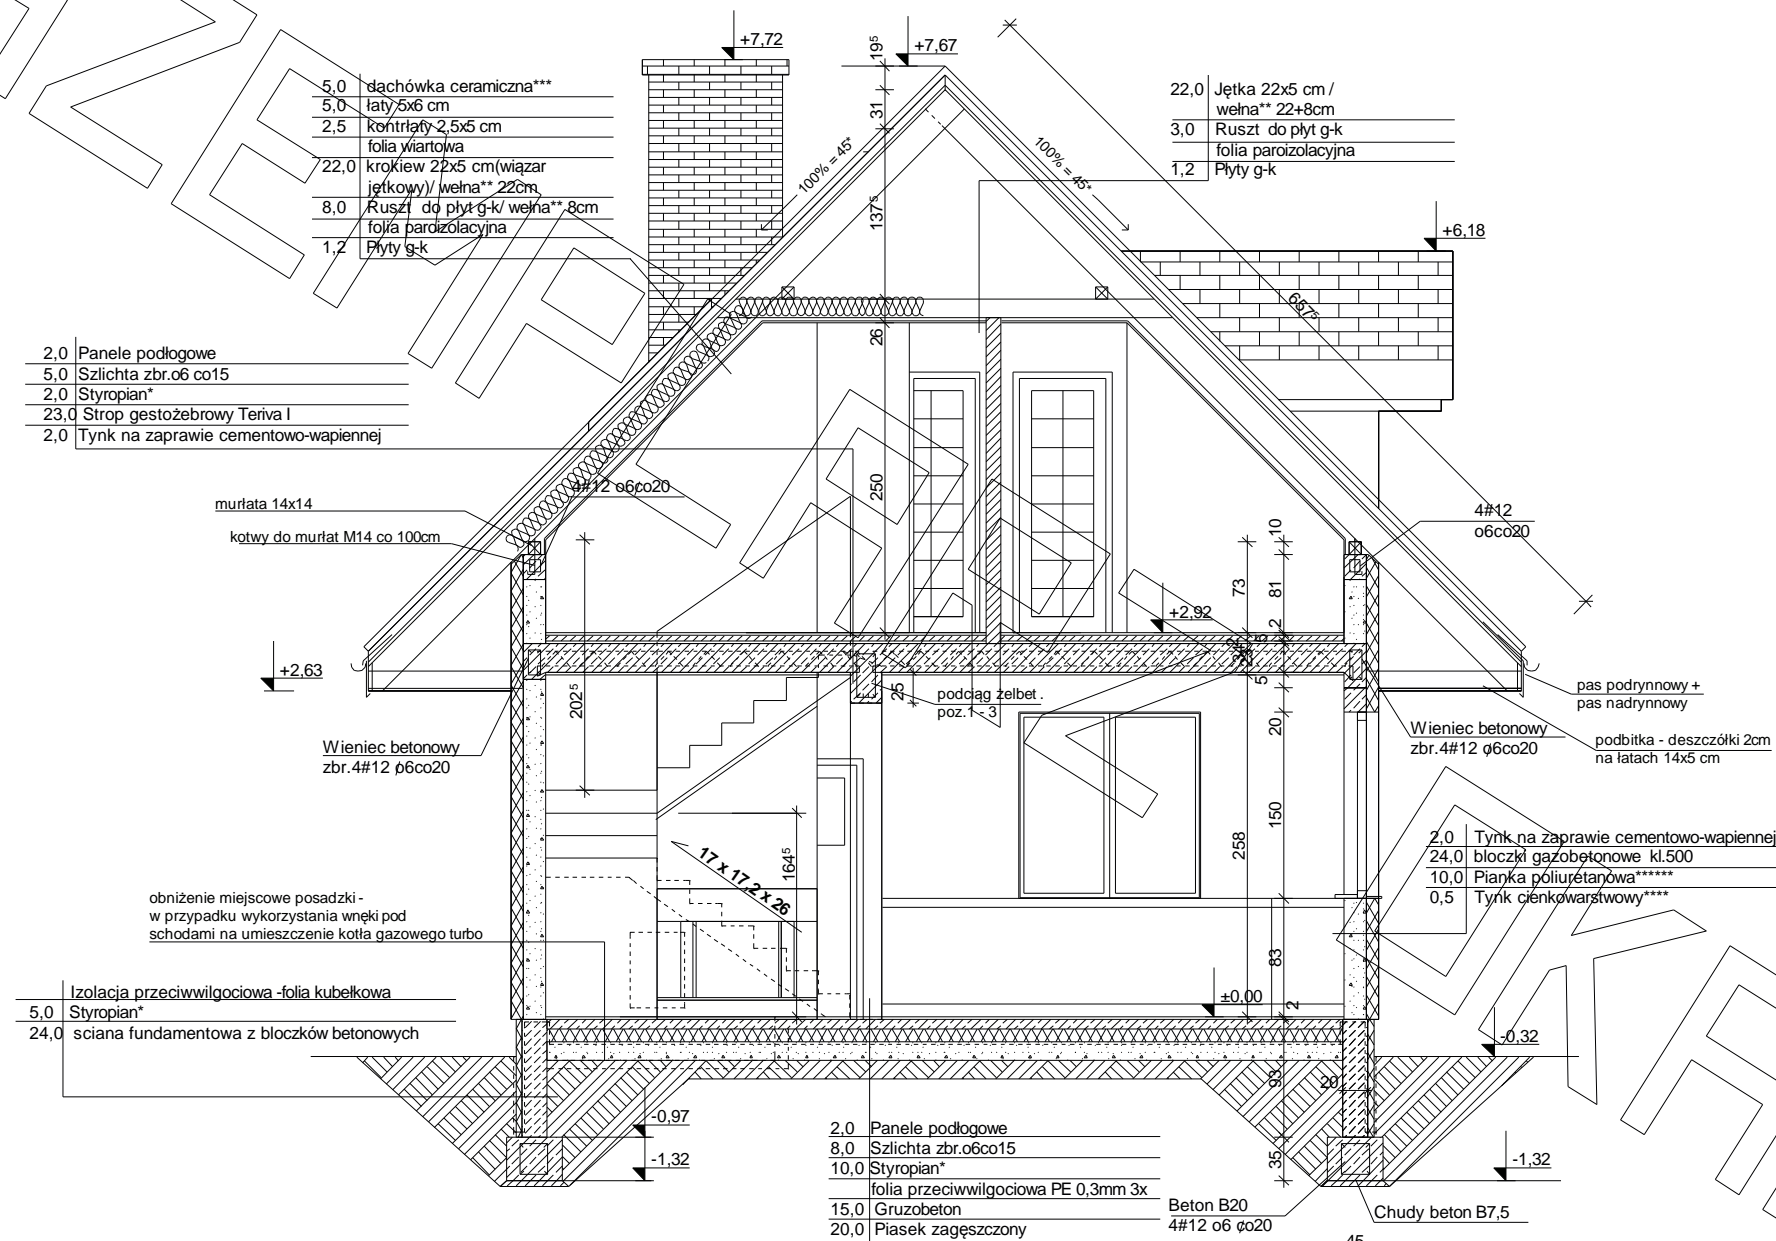 +7,72
19⁵
+7,67
5,0 dachówka ceramiczna***
5,0 łaty 5x6 cm
2,5 kontrłaty 2,5x5 cm
folia wiartowa
22,0 krokiew 22x5 cm(wiązar
jętkowy)/ wełna** 22cm
8,0 Ruszt do płyt g-k/ wełna** 8cm
folia paroizolacyjna
1,2 Płyty g-k
31
100% = 45°
137⁵
100% = 45°
22,0 Jętka 22x5 cm /
wełna** 22+8cm
3,0 Ruszt do płyt g-k
folia paroizolacyjna
1,2 Płyty g-k
+6,18
657⁵
26
2,0 Panele podłogowe
5,0 Szlichta zbr.o6 co15
2,0 Styropian*
23,0 Strop gestożebrowy Teriva I
2,0 Tynk na zaprawie cementowo-wapiennej
murłata 14x14
kotwy do murłat M14 co 100cm
4#12 o6co20
250
4#12
o6co20
10
73
81
+2,92
2
5
+2,63
202⁵
25
podciąg żelbet .
poz.1 - 3
5
20
pas podrynnowy +
pas nadrynnowy
Wieniec betonowy
zbr.4#12 ø6co20
Wieniec betonowy
zbr.4#12 ø6co20
podbitka - deszczółki 2cm
na łatach 14x5 cm
258
150
164⁵
17 x 17,2 x 26
2,0 Tynk na zaprawie cementowo-wapiennej
24,0 bloczki gazobetonowe kl.500
10,0 Pianka poliuretanowa******
0,5 Tynk cienkowarstwowy****
obniżenie miejscowe posadzki -
w przypadku wykorzystania wnęki pod
schodami na umieszczenie kotła gazowego turbo
83
±0,00
2
Izolacja przeciwwilgociowa -folia kubełkowa
5,0 Styropian*
24,0 sciana fundamentowa z bloczków betonowych
-0,32
93
20
-0,97
-1,32
35
-1,32
2,0 Panele podłogowe
8,0 Szlichta zbr.o6co15
10,0 Styropian*
folia przeciwwilgociowa PE 0,3mm 3x
15,0 Gruzobeton
20,0 Piasek zagęszczony
Beton B20
4#12 o6 ¢o20
Chudy beton B7,5
45